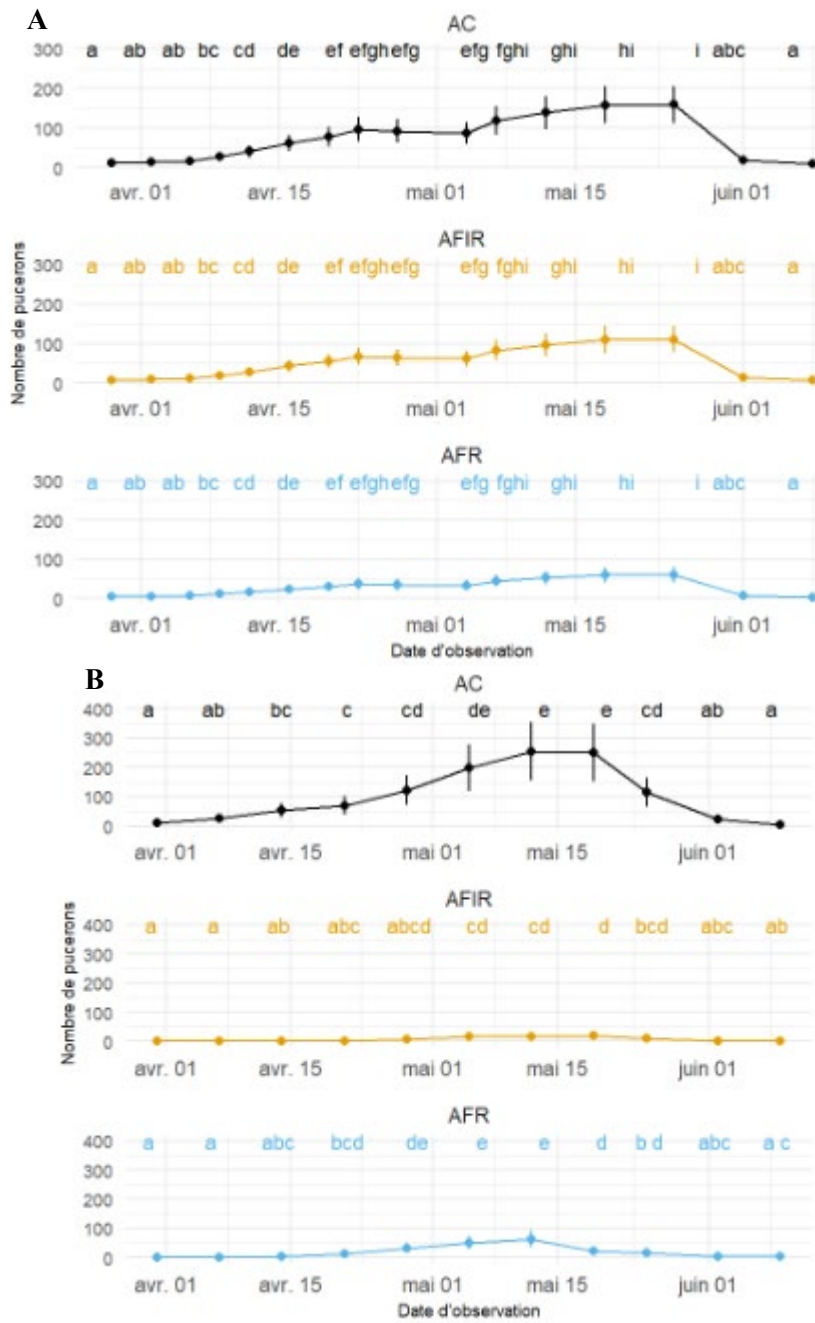 A
AC
a ab ab bc cd de ef efgh efg efg fghi ghi hi i abc a
300
200
100
0
avr. 01 avr. 15 mai 01 mai 15 juin 01
Nombre de pucerons
AFIR
a ab ab bc cd de ef efgh efg efg fghi ghi hi i abc a
300
200
100
0
avr. 01 avr. 15 mai 01 mai 15 juin 01
AFR
a ab ab bc cd de ef efgh efg efg fghi ghi hi i abc a
300
200
100
0
avr. 01 avr. 15 mai 01 mai 15 juin 01
Date d'observation
B
AC
a ab bc c cd de e e cd ab a
400
300
200
100
0
avr. 01 avr. 15 mai 01 mai 15 juin 01
Nombre de pucerons
AFIR
a a ab abc abcd cd cd d bcd abc ab
400
300
200
100
0
avr. 01 avr. 15 mai 01 mai 15 juin 01
AFR
a a abc bcd de e e d b d abc a c
400
300
200
100
0
avr. 01 avr. 15 mai 01 mai 15 juin 01
Date d'observation